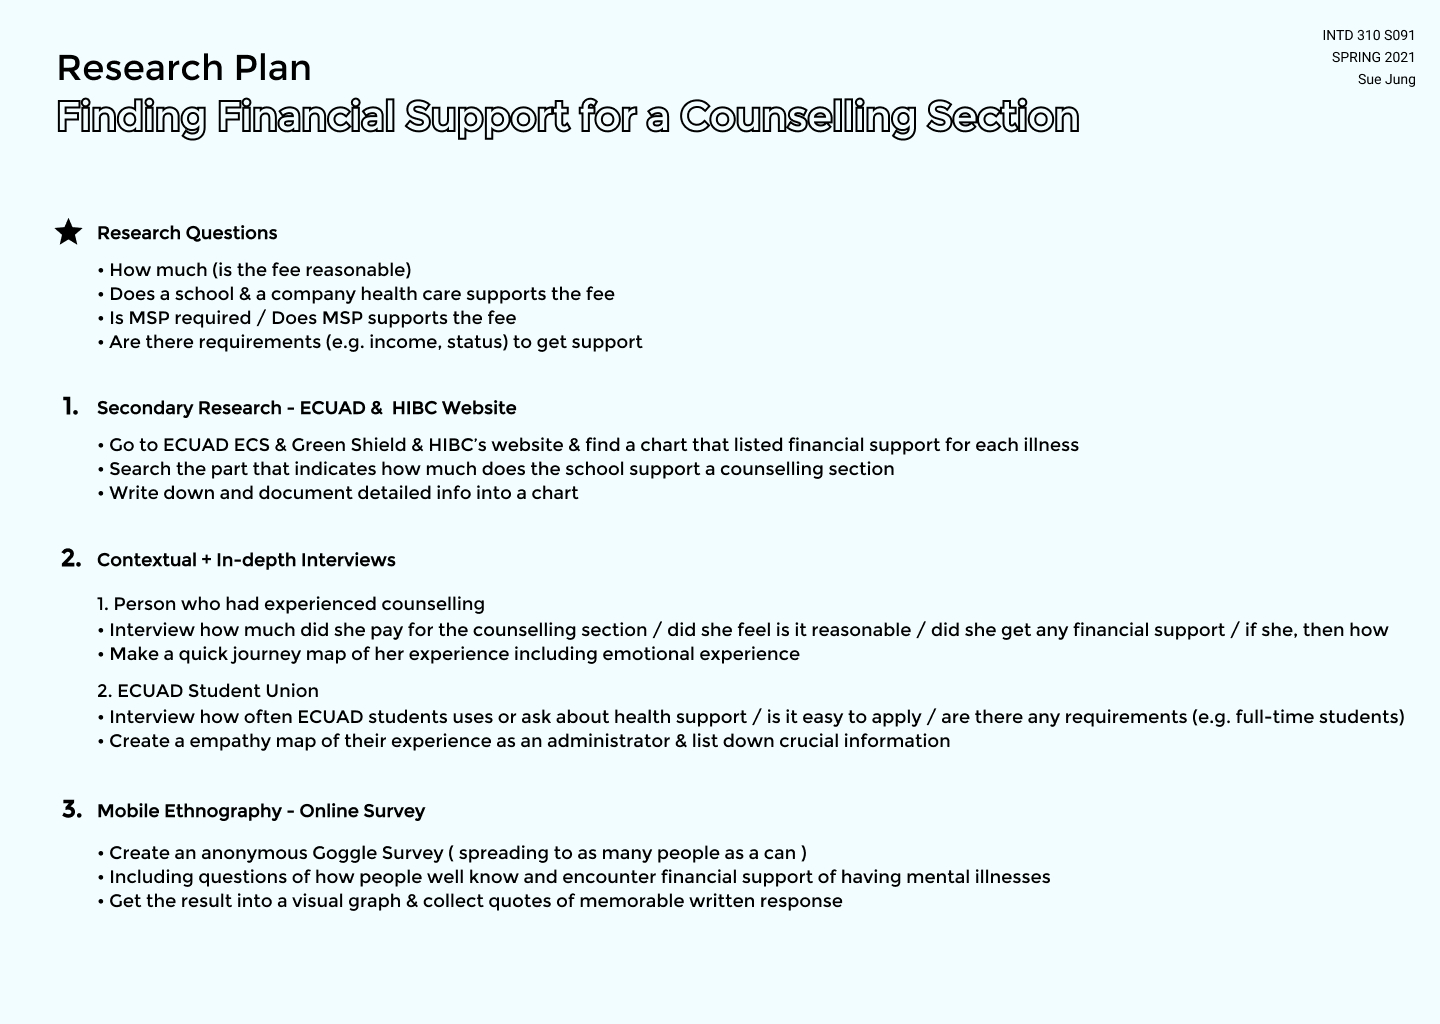 INTD 310 S091
SPRING 2021
Sue Jung
Research Plan
Finding Financial Support for a Counselling Section
Research Questions
• How much (is the fee reasonable)
• Does a school & a company health care supports the fee
• Is MSP required / Does MSP supports the fee
• Are there requirements (e.g. income, status) to get support
1. Secondary Research - ECUAD &  HIBC Website
• Go to ECUAD ECS & Green Shield & HIBC’s website & find a chart that listed financial support for each illness
• Search the part that indicates how much does the school support a counselling section
• Write down and document detailed info into a chart
2. Contextual + In-depth Interviews
1. Person who had experienced counselling
• Interview how much did she pay for the counselling section / did she feel is it reasonable / did she get any financial support / if she, then how
• Make a quick journey map of her experience including emotional experience
2. ECUAD Student Union
• Interview how often ECUAD students uses or ask about health support / is it easy to apply / are there any requirements (e.g. full-time students)
• Create a empathy map of their experience as an administrator & list down crucial information
3. Mobile Ethnography - Online Survey
• Create an anonymous Goggle Survey ( spreading to as many people as a can )
• Including questions of how people well know and encounter financial support of having mental illnesses
• Get the result into a visual graph & collect quotes of memorable written response